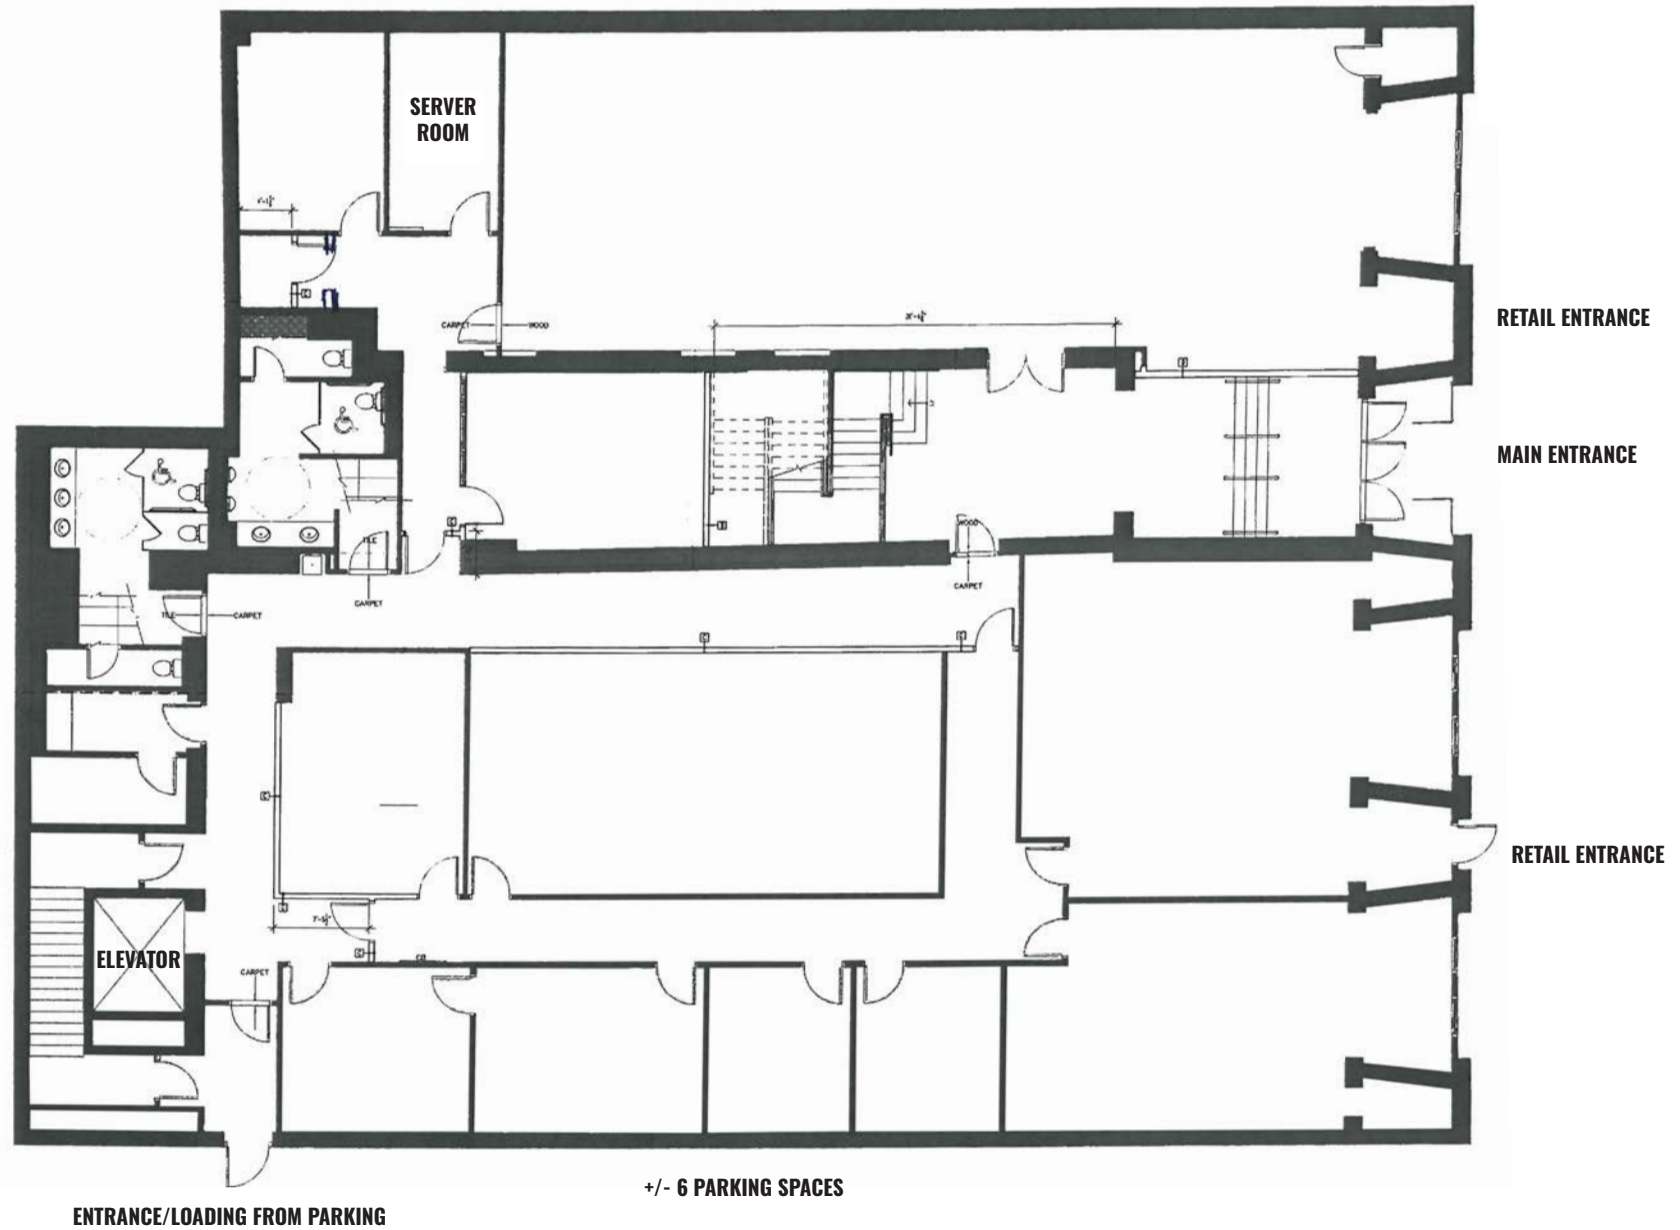 SERVER
ROOM
RETAIL ENTRANCE
CARPET
WOOD
MAIN ENTRANCE
WOOD
TILE
CARPET
CARPET
CARPET
C
C
C
RETAIL ENTRANCE
ELEVATOR
CARPET
C
+/- 6 PARKING SPACES
ENTRANCE/LOADING FROM PARKING